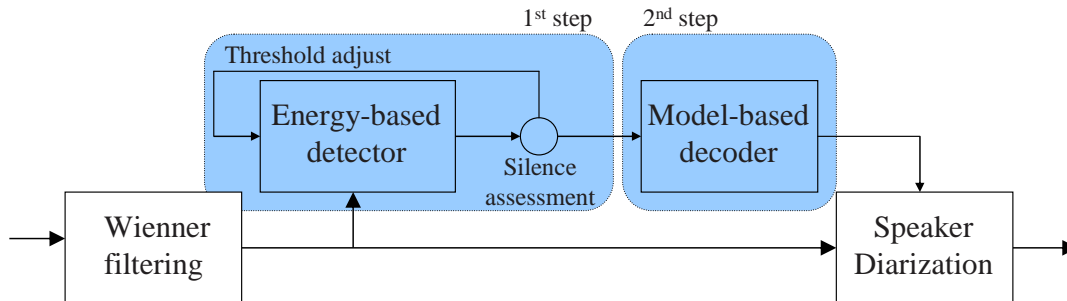 1st step
2nd step
Threshold adjust
Energy-based
detector
Model-based
decoder
Silence
assessment
Wienner
filtering
Speaker
Diarization